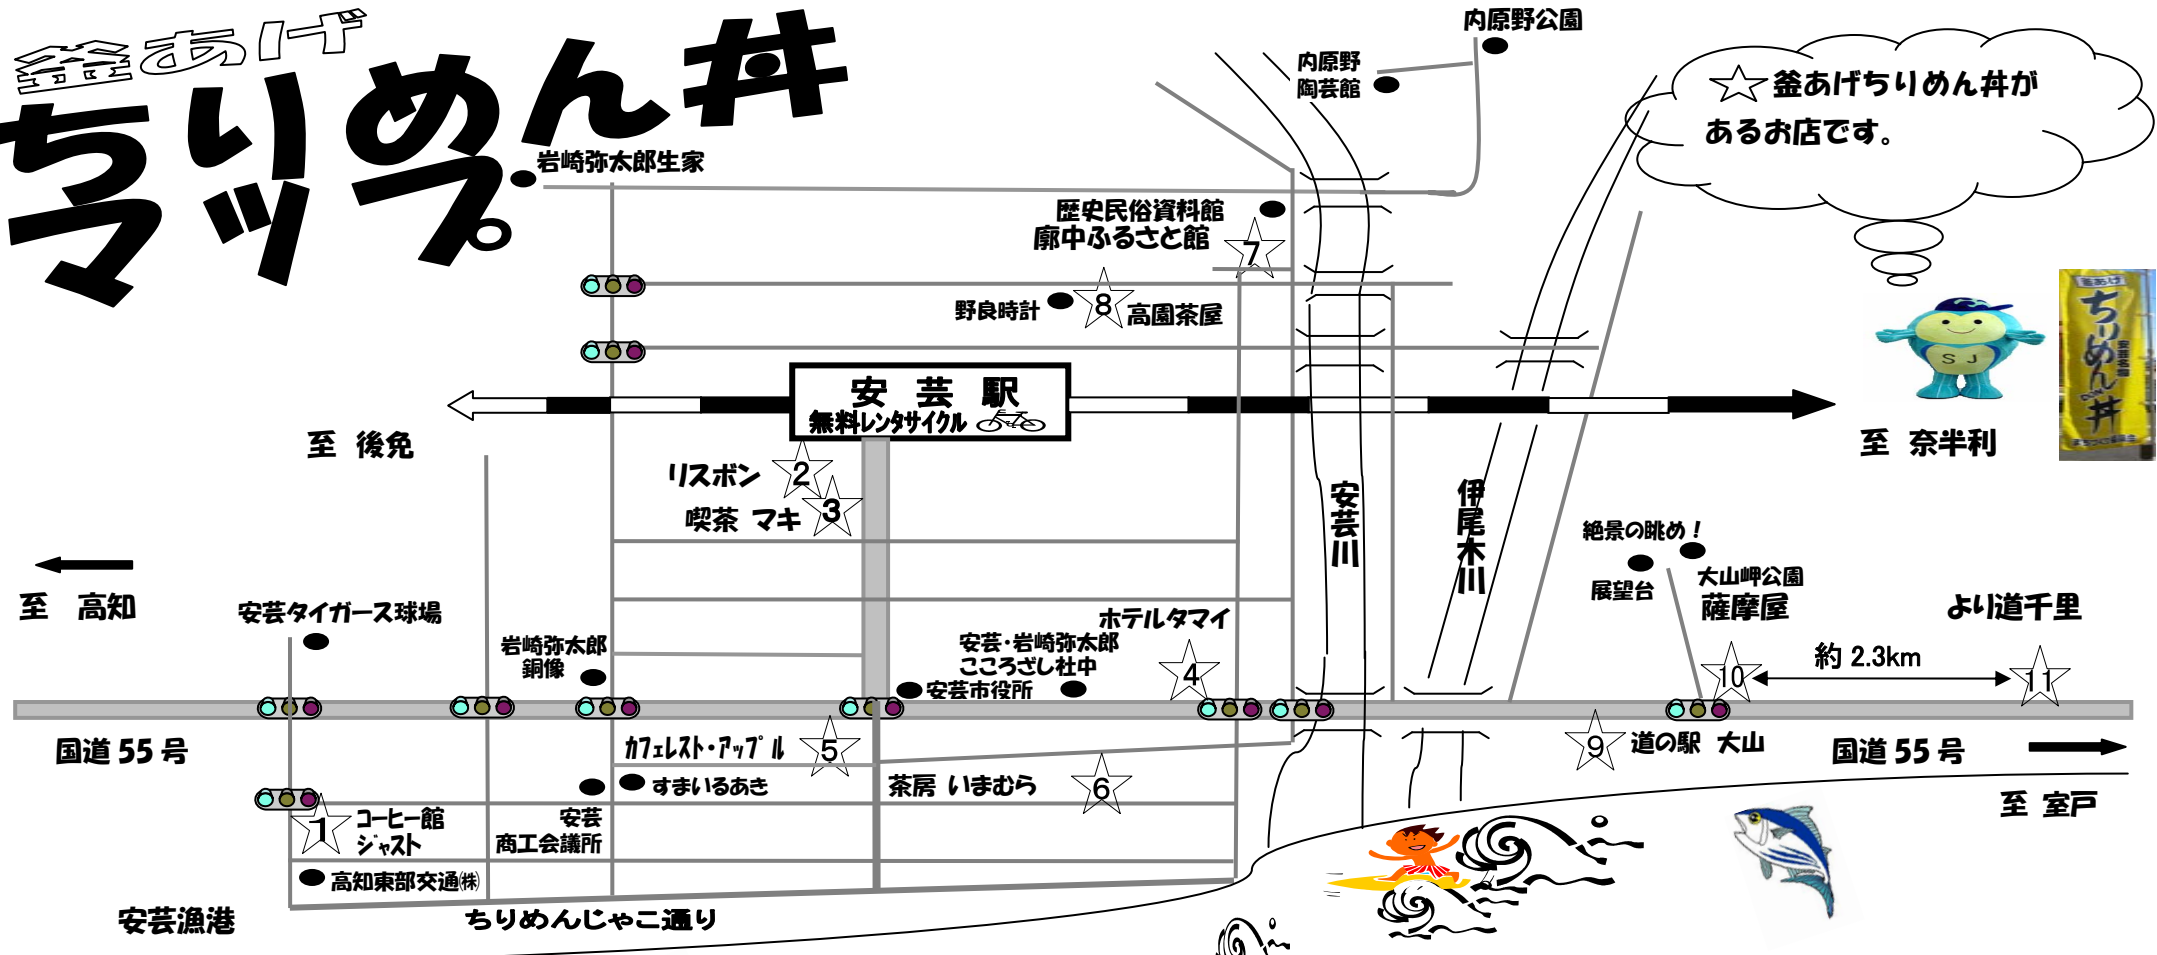 釜あげ
ちりめん丼
マップ
内原野公園
内原野
陶芸館
☆釜あげちりめん丼が
あるお店です。
岩崎弥太郎生家
歴史民俗資料館
廓中ふるさと館
7
野良時計
8
高園茶屋
安芸駅
無料レンタサイクル
至 後免
至 奈半利
SJ
釜あげ
ちりめん丼
安芸名物
リスボン
2
喫茶 マキ
3
安芸川
伊尾木川
絶景の眺め!
展望台
大山岬公園
薩摩屋
10
約 2.3km
より道千里
11
至 高知
安芸タイガース球場
岩崎弥太郎
銅像
安芸・岩崎弥太郎
こころざし社中
安芸市役所
ホテルタマイ
4
国道 55 号
カフェレスト・アップル
5
すまいるあき
茶房 いまむら
6
9
道の駅 大山
国道 55 号
至 室戸
1
コーヒー館
ジャスト
安芸
商工会議所
高知東部交通㈱
安芸漁港
ちりめんじゃこ通り